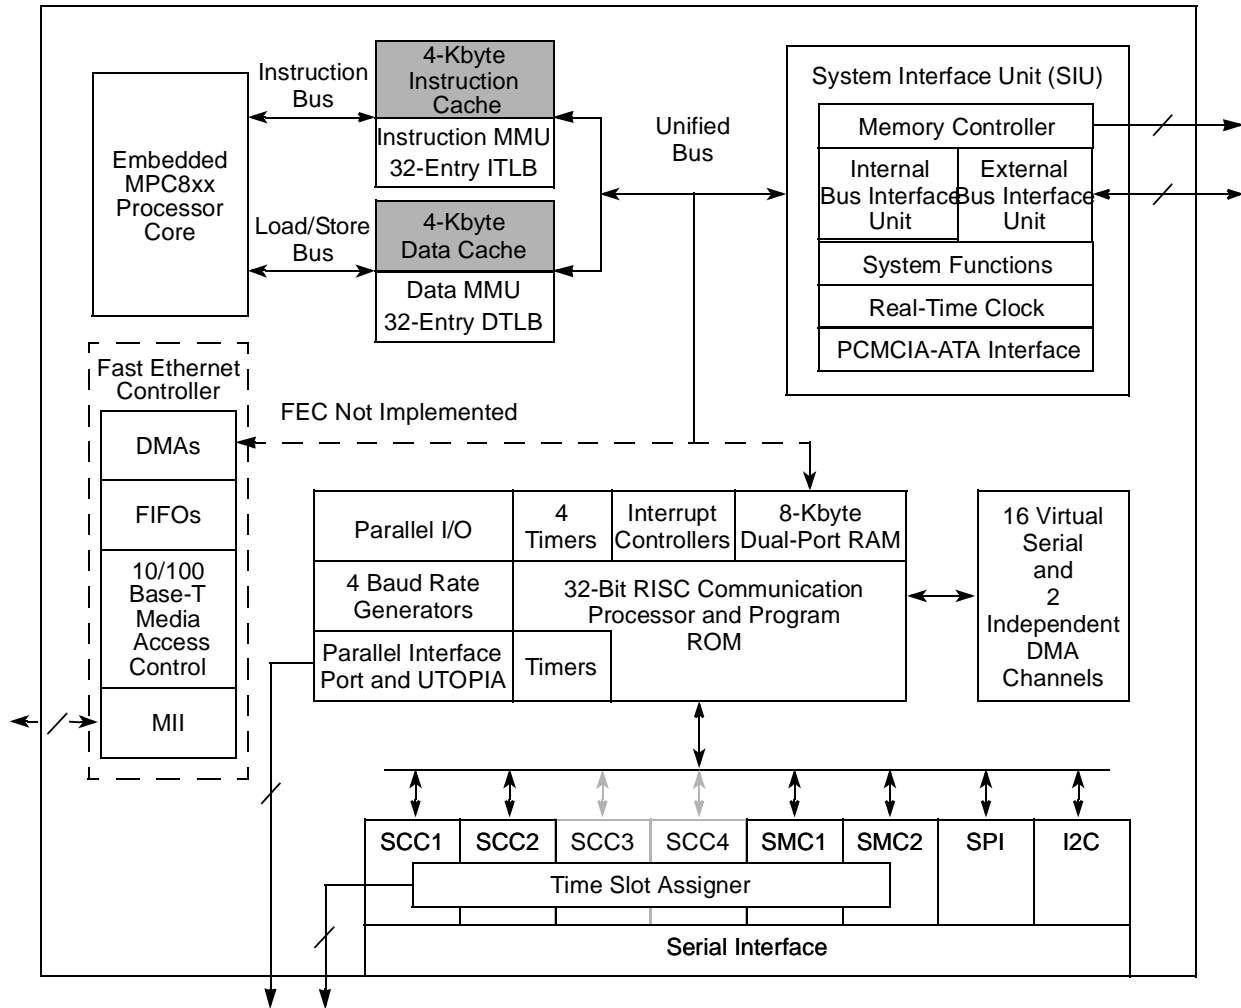 Instruction
Bus
4-Kbyte
Instruction
Cache
Instruction MMU
32-Entry ITLB
Embedded
MPC8xx
Processor
Core
Load/Store
Bus
4-Kbyte
Data Cache
Data MMU
32-Entry DTLB
Unified
Bus
System Interface Unit (SIU)
Memory Controller
Internal
Bus Interface
Unit
External
Bus Interface
Unit
System Functions
Real-Time Clock
PCMCIA-ATA Interface
Fast Ethernet
Controller
DMAs
FIFOs
10/100
Base-T
Media
Access
Control
MII
FEC Not Implemented
Parallel I/O
4
Timers
Interrupt
Controllers
8-Kbyte
Dual-Port RAM
4 Baud Rate
Generators
32-Bit RISC Communication
Processor and Program
ROM
Parallel Interface
Port and UTOPIA
Timers
16 Virtual
Serial
and
2
Independent
DMA
Channels
SCC1
SCC2
SCC3
SCC4
SMC1
SMC2
SPI
I2C
Time Slot Assigner
Serial Interface